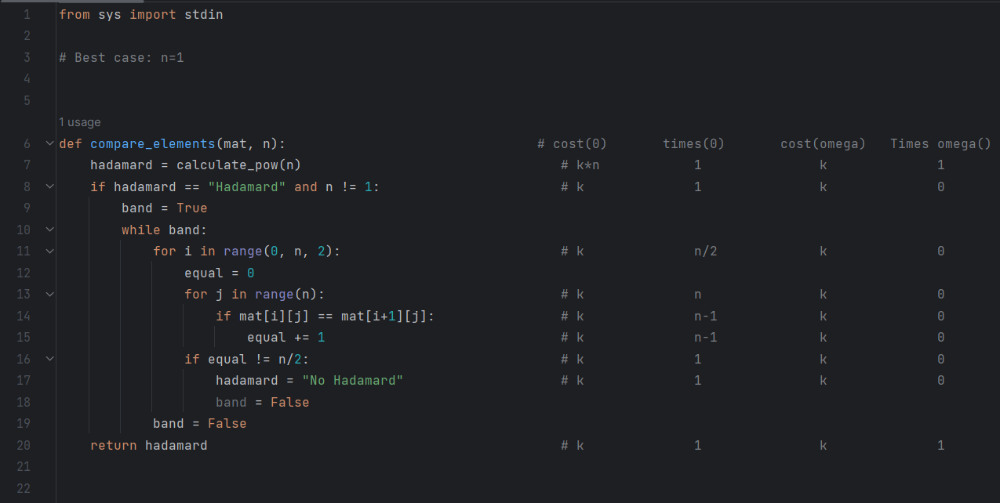 1 from sys import stdin
2
3 # Best case: n=1
4
5
1 usage
6 def compare_elements(mat, n): # cost(0) times(0) cost(omega) Times omega()
7 hadamard = calculate_pow(n) # k*n 1 k 1
8 if hadamard == "Hadamard" and n != 1: # k 1 k 0
9 band = True
10 while band:
11 for i in range(0, n, 2): # k n/2 k 0
12 equal = 0
13 for j in range(n): # k n k 0
14 if mat[i][j] == mat[i+1][j]: # k n-1 k 0
15 equal += 1 # k n-1 k 0
16 if equal != n/2: # k 1 k 0
17 hadamard = "No Hadamard" # k 1 k 0
18 band = False
19 band = False
20 return hadamard # k 1 k 1
21
22